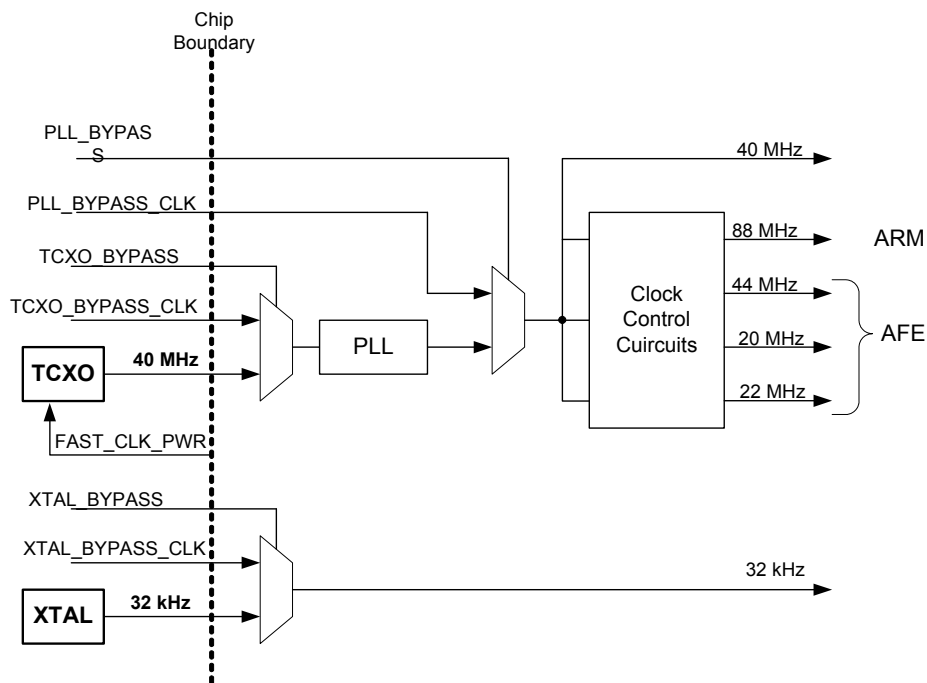 Chip
Boundary
PLL_BYPAS
S
40 MHz
PLL_BYPASS_CLK
88 MHz
ARM
TCXO_BYPASS
44 MHz
TCXO_BYPASS_CLK
Clock
Control
Cuircuits
PLL
20 MHz
AFE
TCXO
40 MHz
22 MHz
FAST_CLK_PWR
XTAL_BYPASS
XTAL_BYPASS_CLK
32 kHz
XTAL
32 kHz